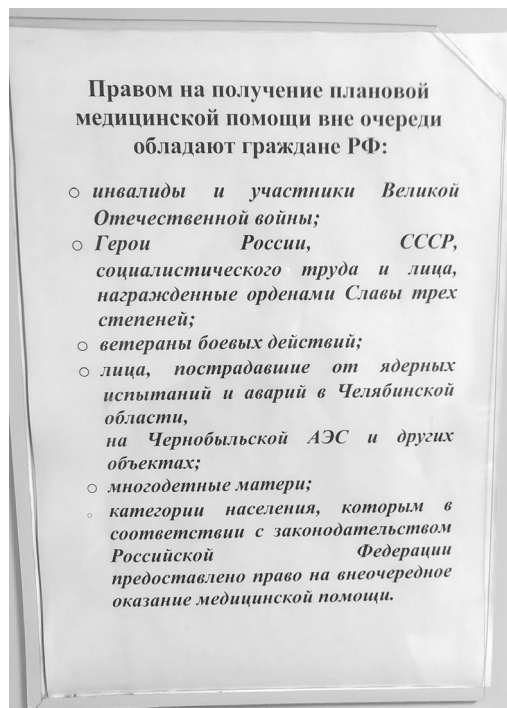 Правом на получение плановой
медицинской помощи вне очереди
обладают граждане РФ:
○ инвалиды и участники Великой
Отечественной войны;
○ Герои России, СССР,
социалистического труда и лица,
награжденные орденами Славы трех
степеней;
○ ветераны боевых действий;
○ лица, пострадавшие от ядерных
испытаний и аварий в Челябинской
области,
на Чернобыльской АЭС и других
объектах;
○ многодетные матери;
○ категории населения, которым в
соответствии с законодательством
Российской Федерации
предоставлено право на внеочередное
оказание медицинской помощи.